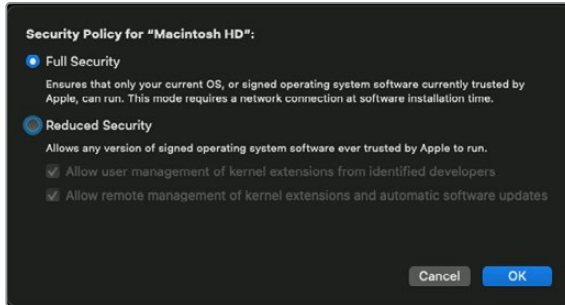 Security Policy for “Macintosh HD”:
Full Security
Ensures that only your current OS, or signed operating system software currently trusted by
Apple, can run. This mode requires a network connection at software installation time.
Reduced Security
Allows any version of signed operating system software ever trusted by Apple to run.
Allow user management of kernel extensions from identified developers
Allow remote management of kernel extensions and automatic software updates
Cancel
OK